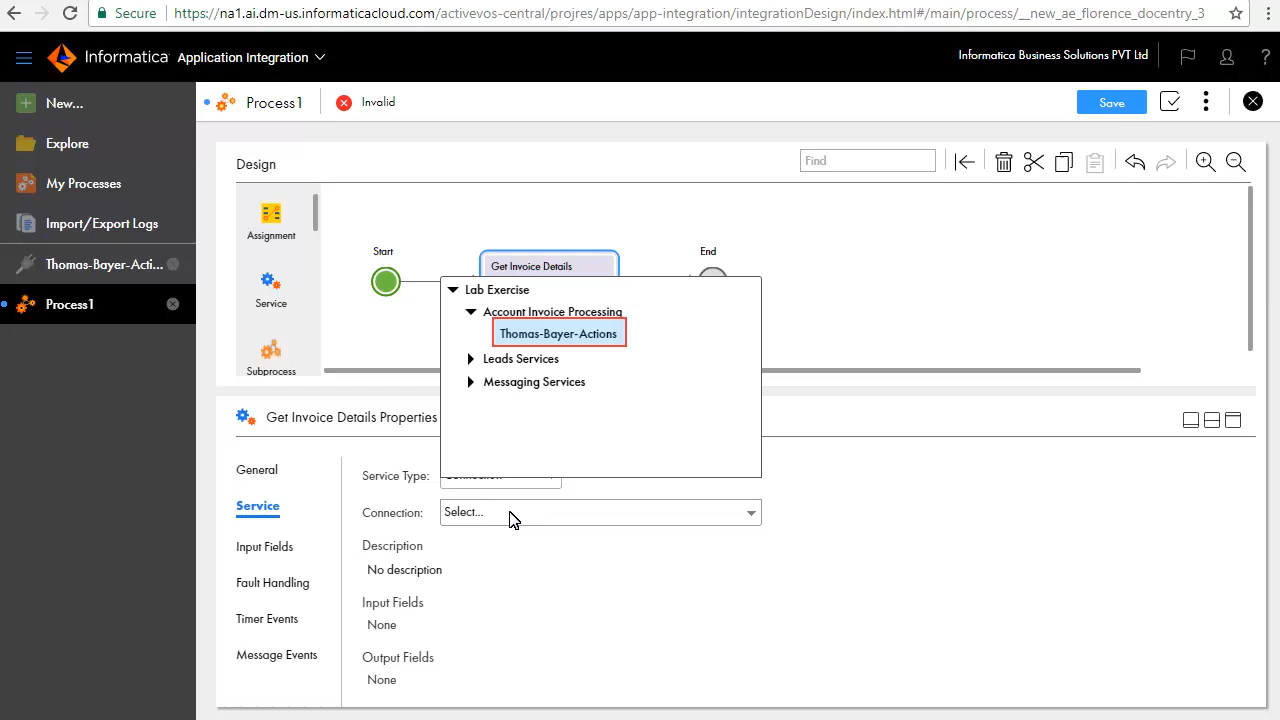 Secure https://na1.ai.dm-us.informaticacloud.com/activevos-central/projres/apps/app-integration/integrationDesign/index.html#/main/process/__new_ae_florence_docentry_3
Informatica Application Integration
Informatica Business Solutions PVT Ltd
?
New...
Explore
My Processes
Import/Export Logs
Thomas-Bayer-Acti...
Process1
Process1
Invalid
Save
Design
Find
Assignment
Service
Subprocess
Start
Get Invoice Details
End
Lab Exercise
Account Invoice Processing
Thomas-Bayer-Actions
Leads Services
Messaging Services
Get Invoice Details Properties
General
Service
Input Fields
Fault Handling
Timer Events
Message Events
Service Type: Connection
Connection: Select...
Description
No description
Input Fields
None
Output Fields
None